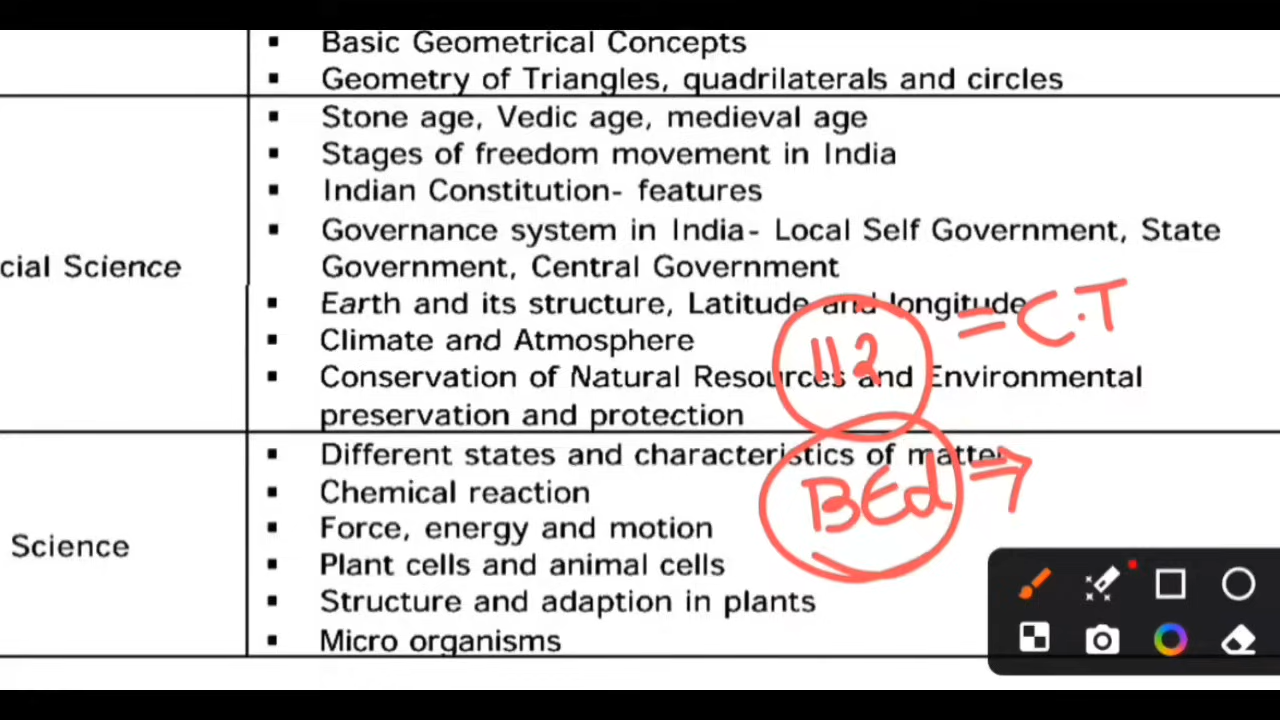 ▪ Basic Geometrical Concepts
▪ Geometry of Triangles, quadrilaterals and circles
cial Science
▪ Stone age, Vedic age, medieval age
▪ Stages of freedom movement in India
▪ Indian Constitution- features
▪ Governance system in India- Local Self Government, State
Government, Central Government
▪ Earth and its structure, Latitude and longitude
▪ Climate and Atmosphere
▪ Conservation of Natural Resources and Environmental
preservation and protection
112 = C.T
Science
▪ Different states and characteristics of matter
▪ Chemical reaction
▪ Force, energy and motion
▪ Plant cells and animal cells
▪ Structure and adaption in plants
▪ Micro organisms
BEd ⇒